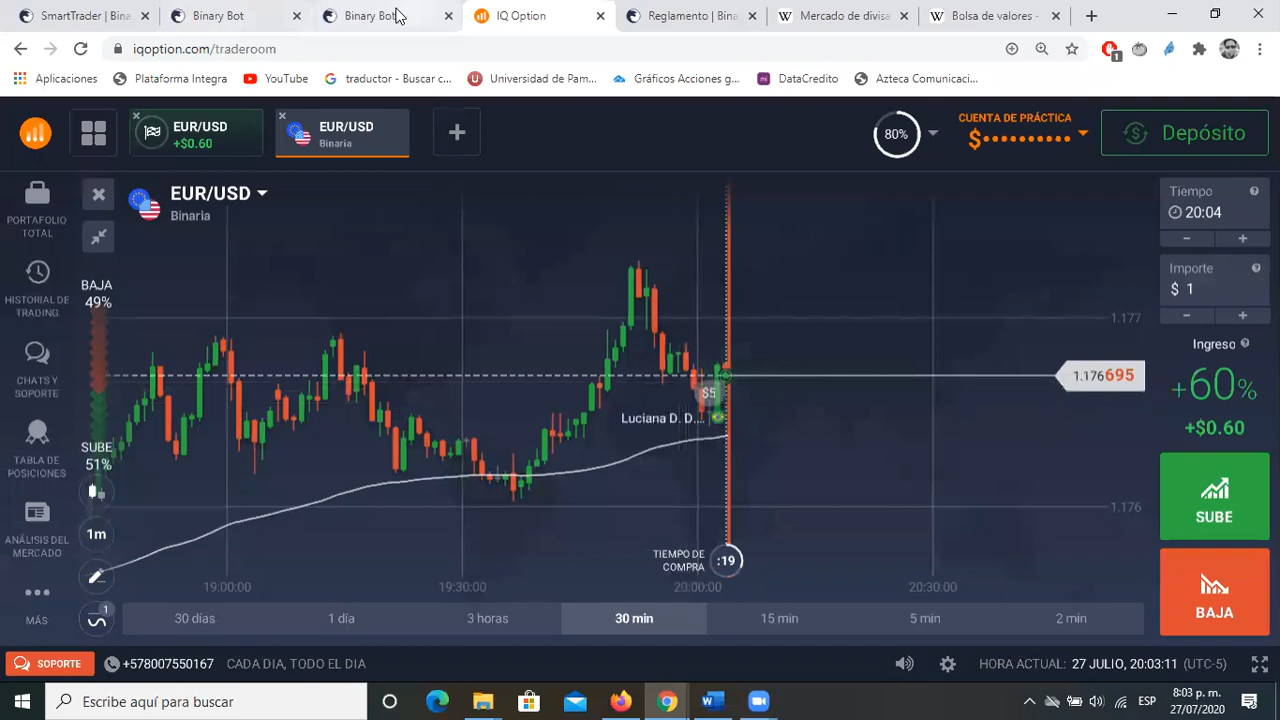 SmartTrader | Bina
Binary Bot
Binary Bot
IQ Option
Reglamento | Bina
Mercado de divisa
Bolsa de valores -
iqoption.com/traderoom
1
Aplicaciones
Plataforma Integra
YouTube
traductor - Buscar c...
Universidad de Pam...
Gráficos Acciones g...
DataCredito
Azteca Comunicaci...
EUR/USD
+$0.60
EUR/USD
Binaria
80%
CUENTA DE PRÁCTICA
$••••••••••
Depósito
PORTAFOLIO
TOTAL
HISTORIAL DE
TRADING
CHATS Y
SOPORTE
TABLA DE
POSICIONES
ANÁLISIS DEL
MERCADO
MÁS
EUR/USD
Binaria
BAJA
49%
SUBE
51%
1m
1
$5
Luciana D. D....
TIEMPO DE
COMPRA
:19
1.177
1.176695
1.176
19:00:00
19:30:00
20:00:00
20:30:00
30 días
1 día
3 horas
30 min
15 min
5 min
2 min
Tiempo
20:04
Importe
$ 1
Ingreso
+60%
+$0.60
SUBE
BAJA
SOPORTE
+578007550167
CADA DIA, TODO EL DIA
HORA ACTUAL: 27 JULIO, 20:03:11 (UTC-5)
Escribe aquí para buscar
ESP
8:03 p. m.
27/07/2020